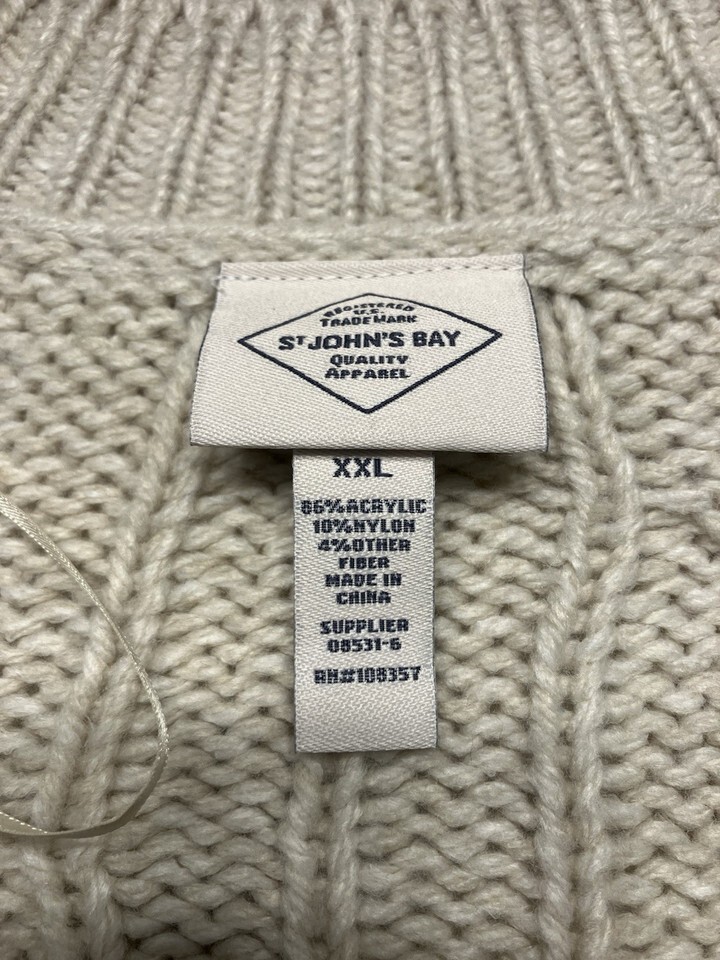 REGISTERED
U.S.
TRADEMARK
ST JOHN'S BAY
QUALITY
APPAREL
XXL
86%ACRYLIC
10%NYLON
4%OTHER
FIBER
MADE IN
CHINA
SUPPLIER
08531-6
RN#108357